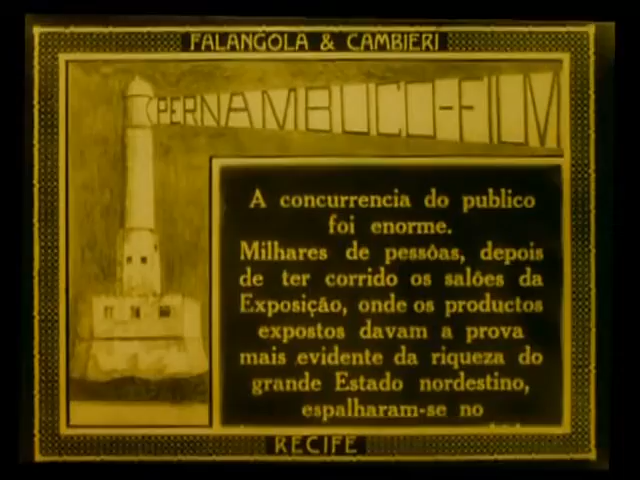 FALANGOLA & CAMBIERI
PERNAMBUCO-FILM
A concurrencia do publico
foi enorme.
Milhares de pessôas, depois
de ter corrido os salões da
Exposição, onde os productos
expostos davam a prova
mais evidente da riqueza do
grande Estado nordestino,
espalharam-se no
RECIFE